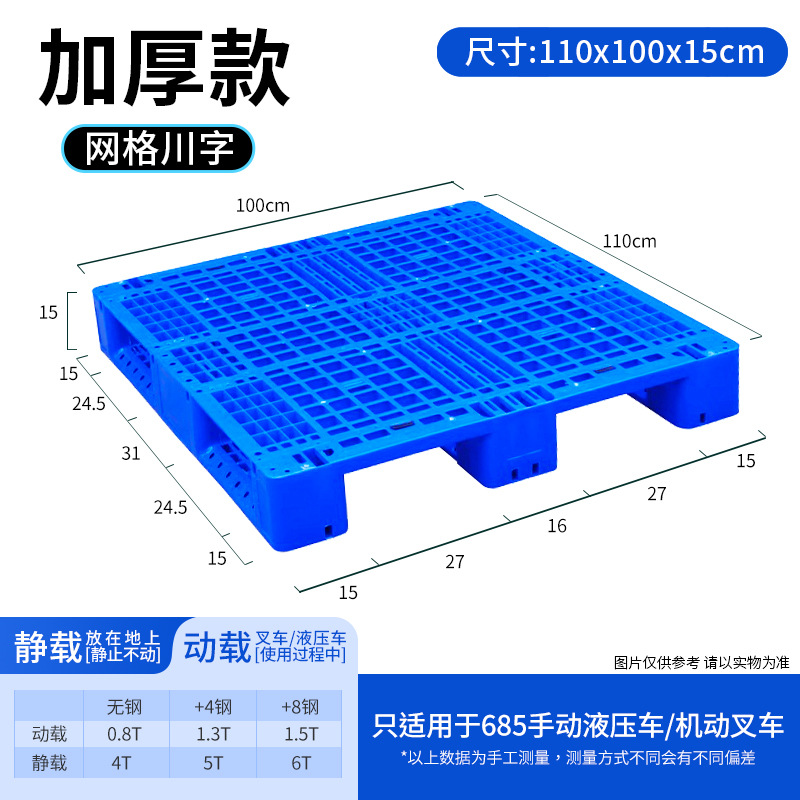 加厚款
网格川字
尺寸:110x100x15cm
100cm
110cm
15
15
24.5
31
24.5
15
15
27
16
27
15
静载 放在地上
[静止不动]
动载 叉车/液压车
[使用过程中]
图片仅供参考 请以实物为准
无钢 +4钢 +8钢
动载 0.8T 1.3T 1.5T
静载 4T 5T 6T
只适用于685手动液压车/机动叉车
*以上数据为手工测量，测量方式不同会有不同偏差